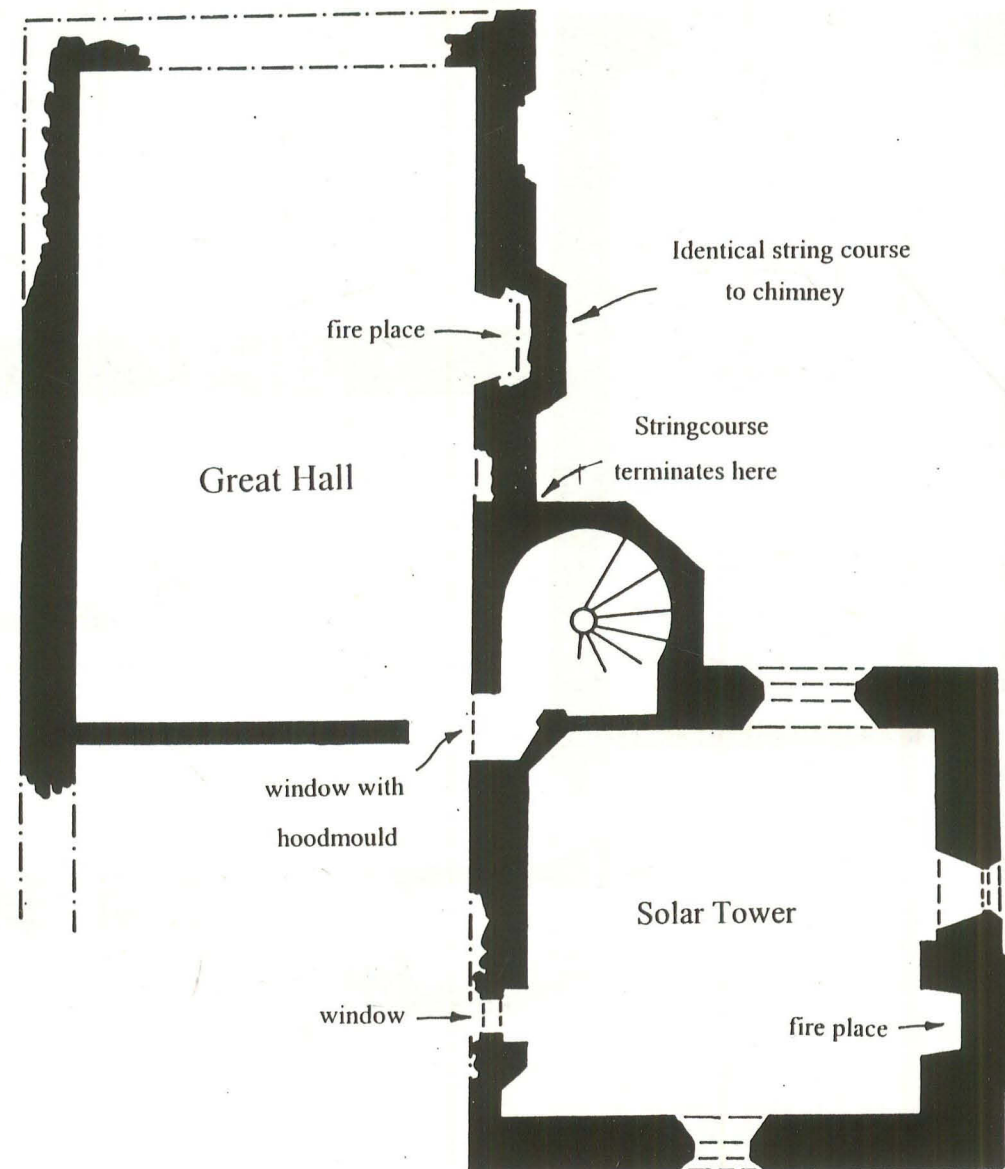 Identical string course
to chimney
fire place
Stringcourse
terminates here
Great Hall
window with
hoodmould
Solar Tower
window
fire place